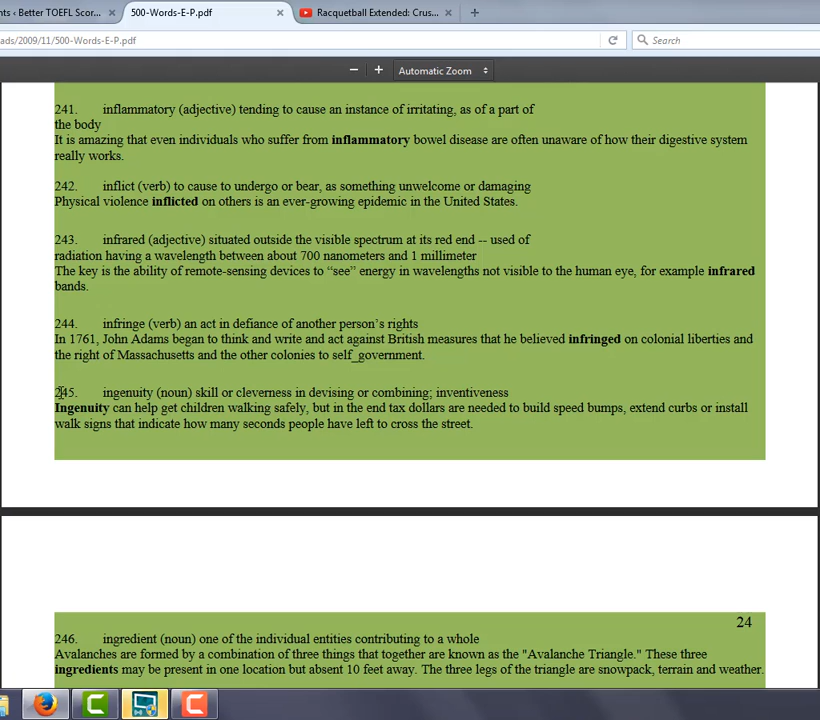 nts ‹ Better TOEFL Scor...
500-Words-E-P.pdf
Racquetball Extended: Crus...
ads/2009/11/500-Words-E-P.pdf
Search
Automatic Zoom
241. inflammatory (adjective) tending to cause an instance of irritating, as of a part of
the body
It is amazing that even individuals who suffer from inflammatory bowel disease are often unaware of how their digestive system
really works.
242. inflict (verb) to cause to undergo or bear, as something unwelcome or damaging
Physical violence inflicted on others is an ever-growing epidemic in the United States.
243. infrared (adjective) situated outside the visible spectrum at its red end -- used of
radiation having a wavelength between about 700 nanometers and 1 millimeter
The key is the ability of remote-sensing devices to “see” energy in wavelengths not visible to the human eye, for example infrared
bands.
244. infringe (verb) an act in defiance of another person’s rights
In 1761, John Adams began to think and write and act against British measures that he believed infringed on colonial liberties and
the right of Massachusetts and the other colonies to self_government.
245. ingenuity (noun) skill or cleverness in devising or combining; inventiveness
Ingenuity can help get children walking safely, but in the end tax dollars are needed to build speed bumps, extend curbs or install
walk signs that indicate how many seconds people have left to cross the street.
24
246. ingredient (noun) one of the individual entities contributing to a whole
Avalanches are formed by a combination of three things that together are known as the "Avalanche Triangle." These three
ingredients may be present in one location but absent 10 feet away. The three legs of the triangle are snowpack, terrain and weather.